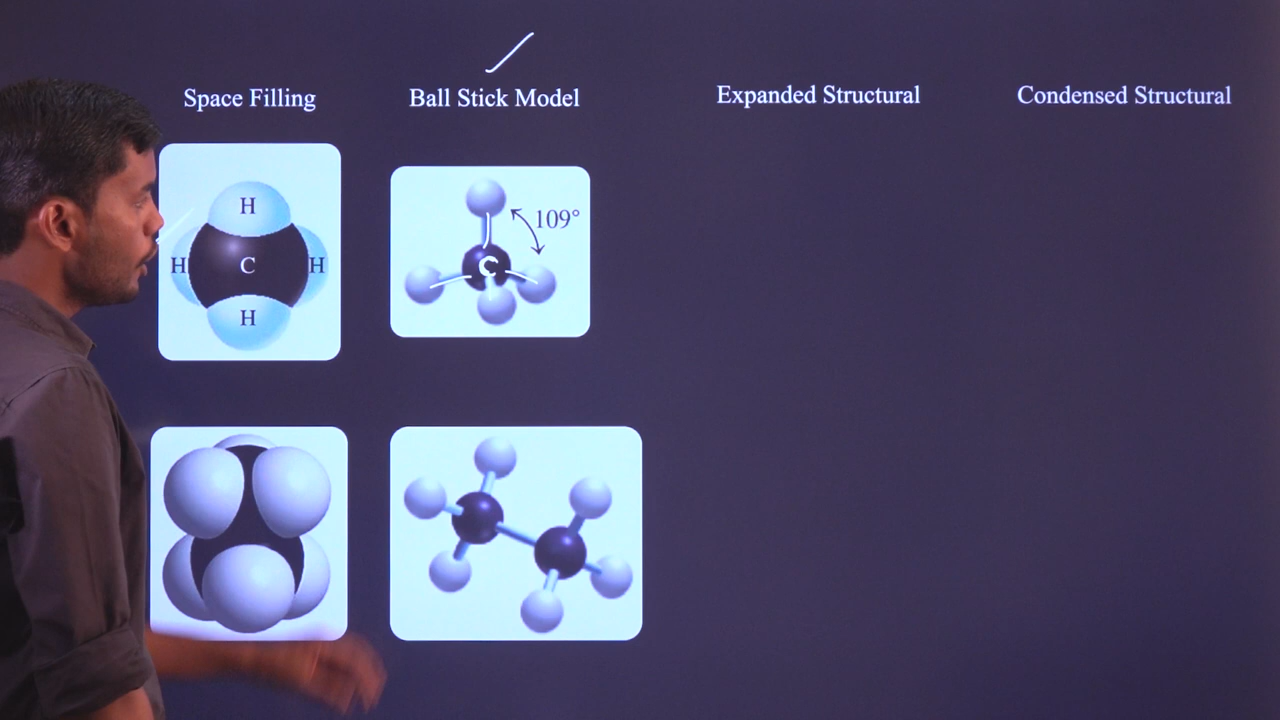 Space Filling
Ball Stick Model
Expanded Structural
Condensed Structural
H
H C H
H
109°
C